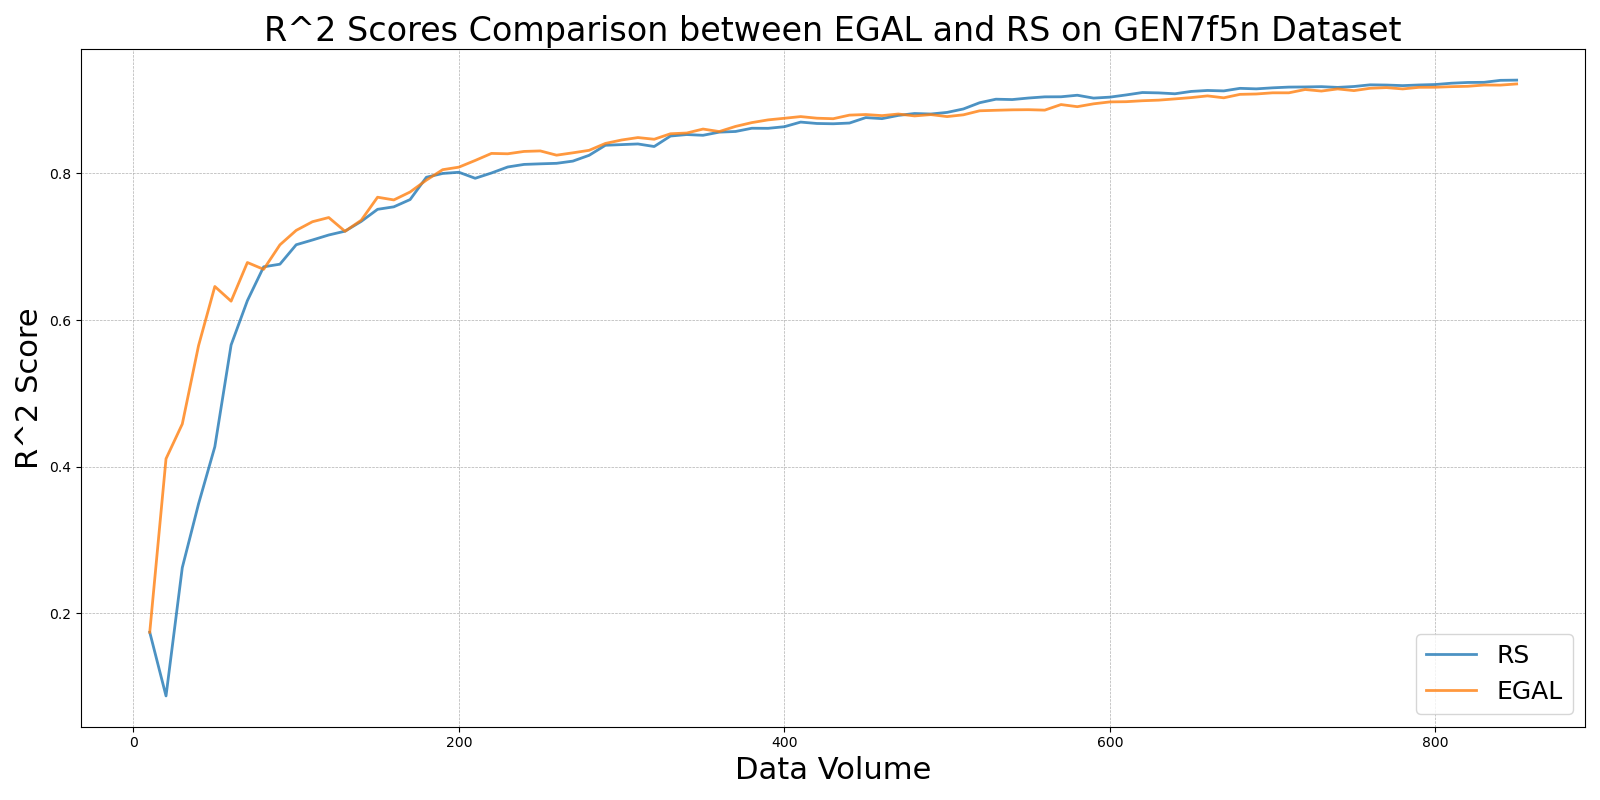 R^2 Scores Comparison between EGAL and RS on GEN7f5n Dataset
R^2 Score
0.8
0.6
0.4
0.2
0 200 400 600 800
Data Volume
RS
EGAL